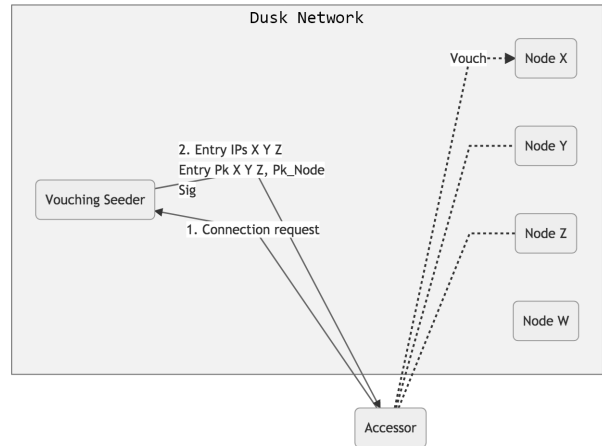 Dusk Network
Vouch
Node X
2. Entry IPs X Y Z
Entry Pk X Y Z, Pk_Node
Sig
Node Y
Vouching Seeder
1. Connection request
Node Z
Node W
Accessor